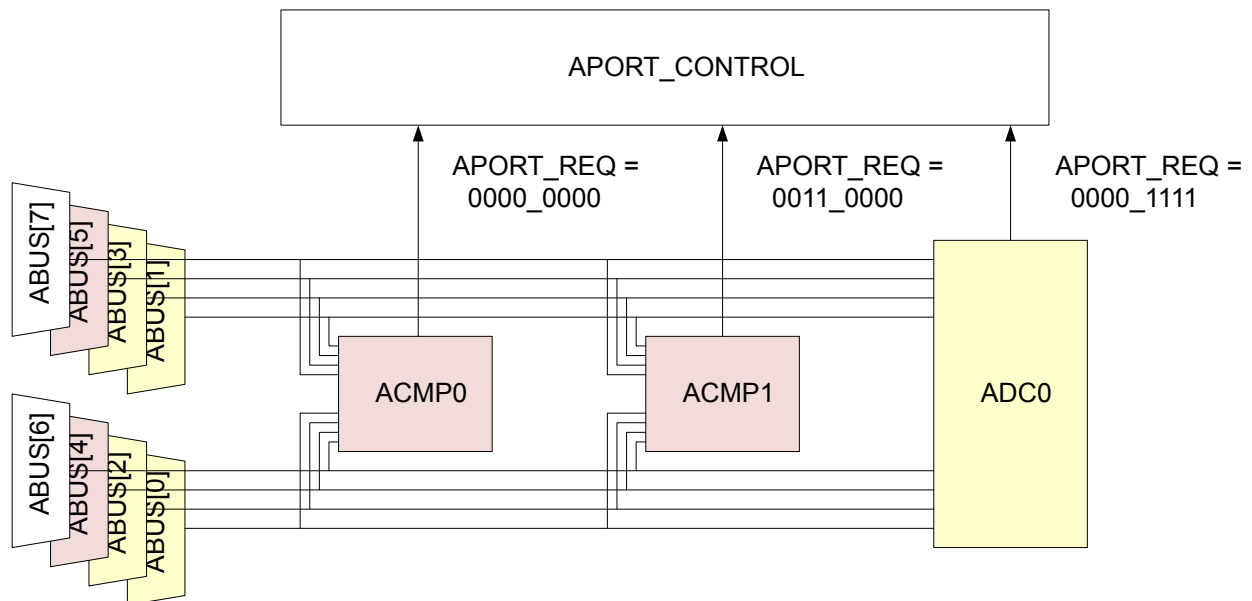 APORT_CONTROL
APORT_REQ =
0000_0000
APORT_REQ =
0011_0000
APORT_REQ =
0000_1111
ABUS[7]
ABUS[5]
ABUS[3]
ABUS[1]
ACMP0
ACMP1
ADC0
ABUS[6]
ABUS[4]
ABUS[2]
ABUS[0]